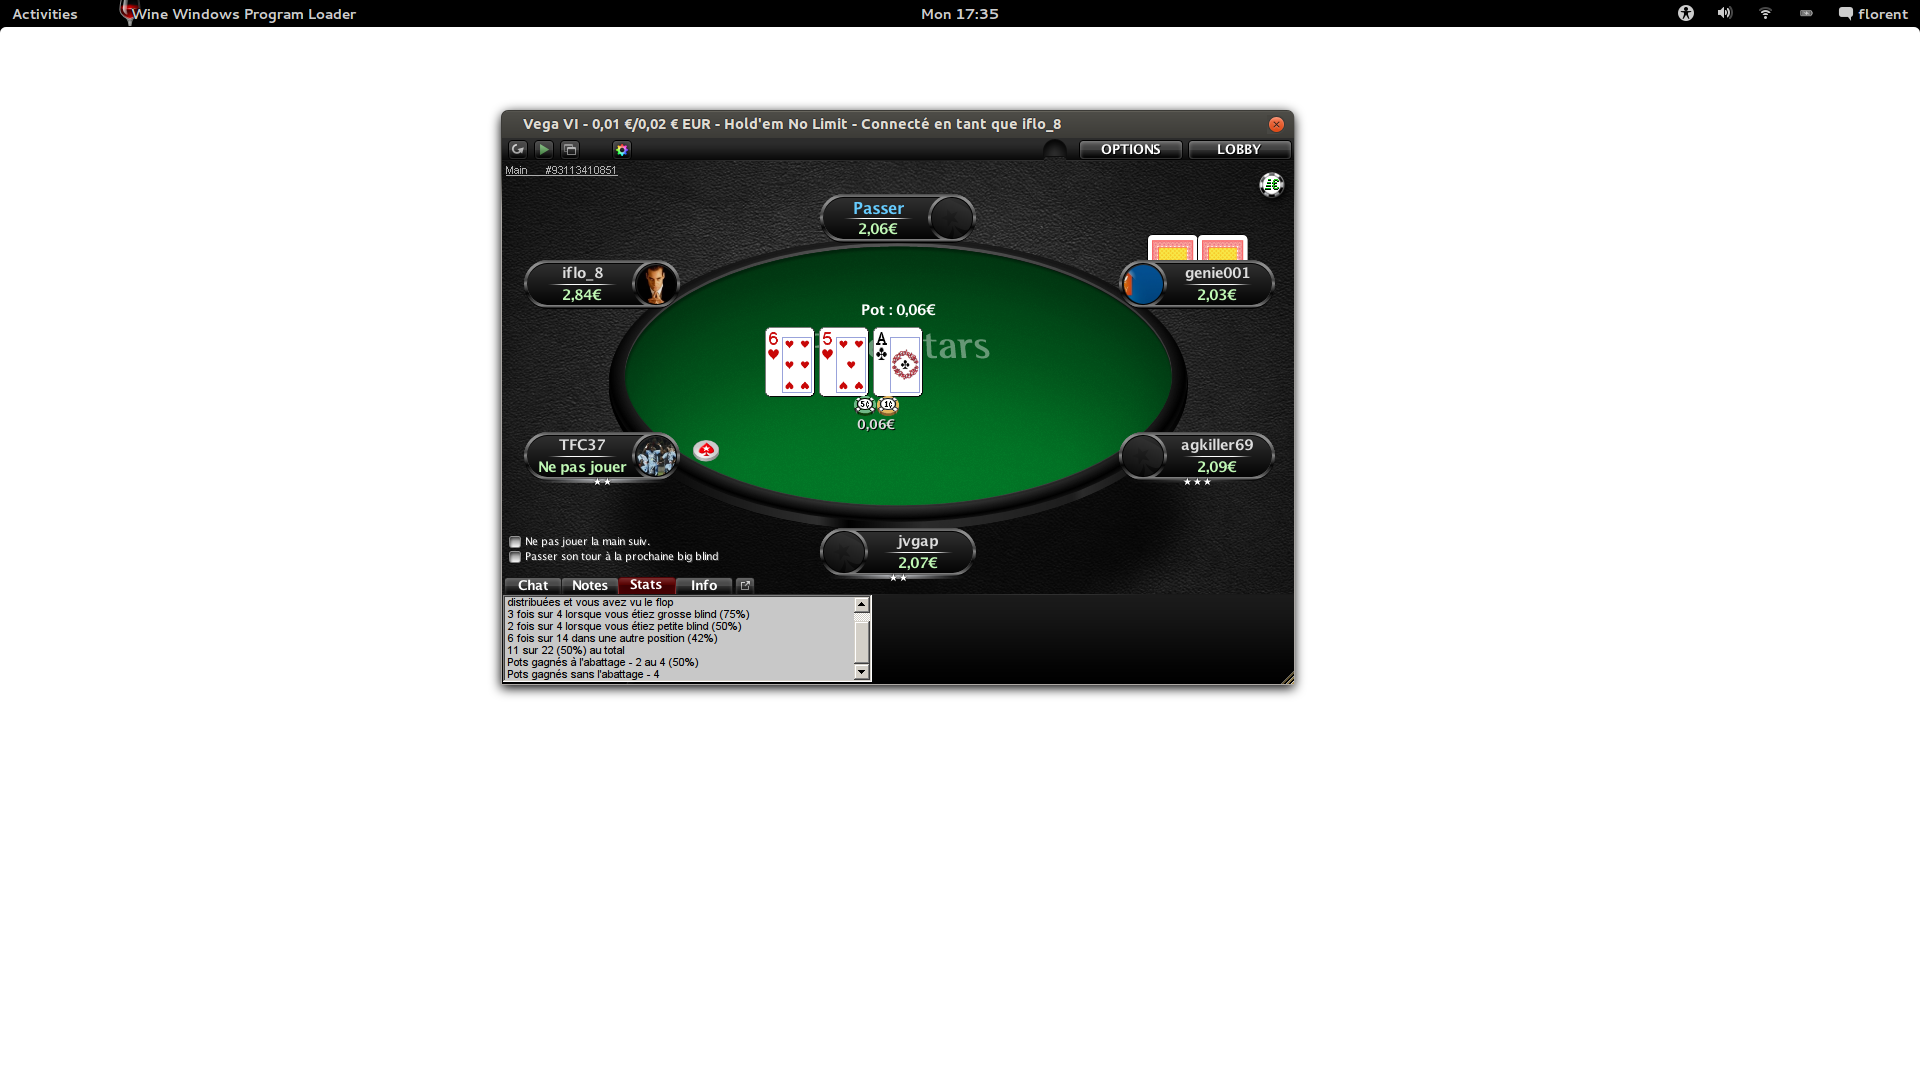 Activities
Wine Windows Program Loader
Mon 17:35
florent
Vega VI - 0,01 €/0,02 € EUR - Hold'em No Limit - Connecté en tant que iflo_8
OPTIONS
LOBBY
Main #93113410851
Passer
2,06€
iflo_8
2,84€
genie001
2,03€
Pot : 0,06€
6
5
A
tars
5¢
1¢
0,06€
TFC37
Ne pas jouer
agkiller69
2,09€
jvgap
2,07€
Ne pas jouer la main suiv.
Passer son tour à la prochaine big blind
Chat
Notes
Stats
Info
distribuées et vous avez vu le flop
3 fois sur 4 lorsque vous étiez grosse blind (75%)
2 fois sur 4 lorsque vous étiez petite blind (50%)
6 fois sur 14 dans une autre position (42%)
11 sur 22 (50%) au total
Pots gagnés à l'abattage - 2 au 4 (50%)
Pots gagnés sans l'abattage - 4